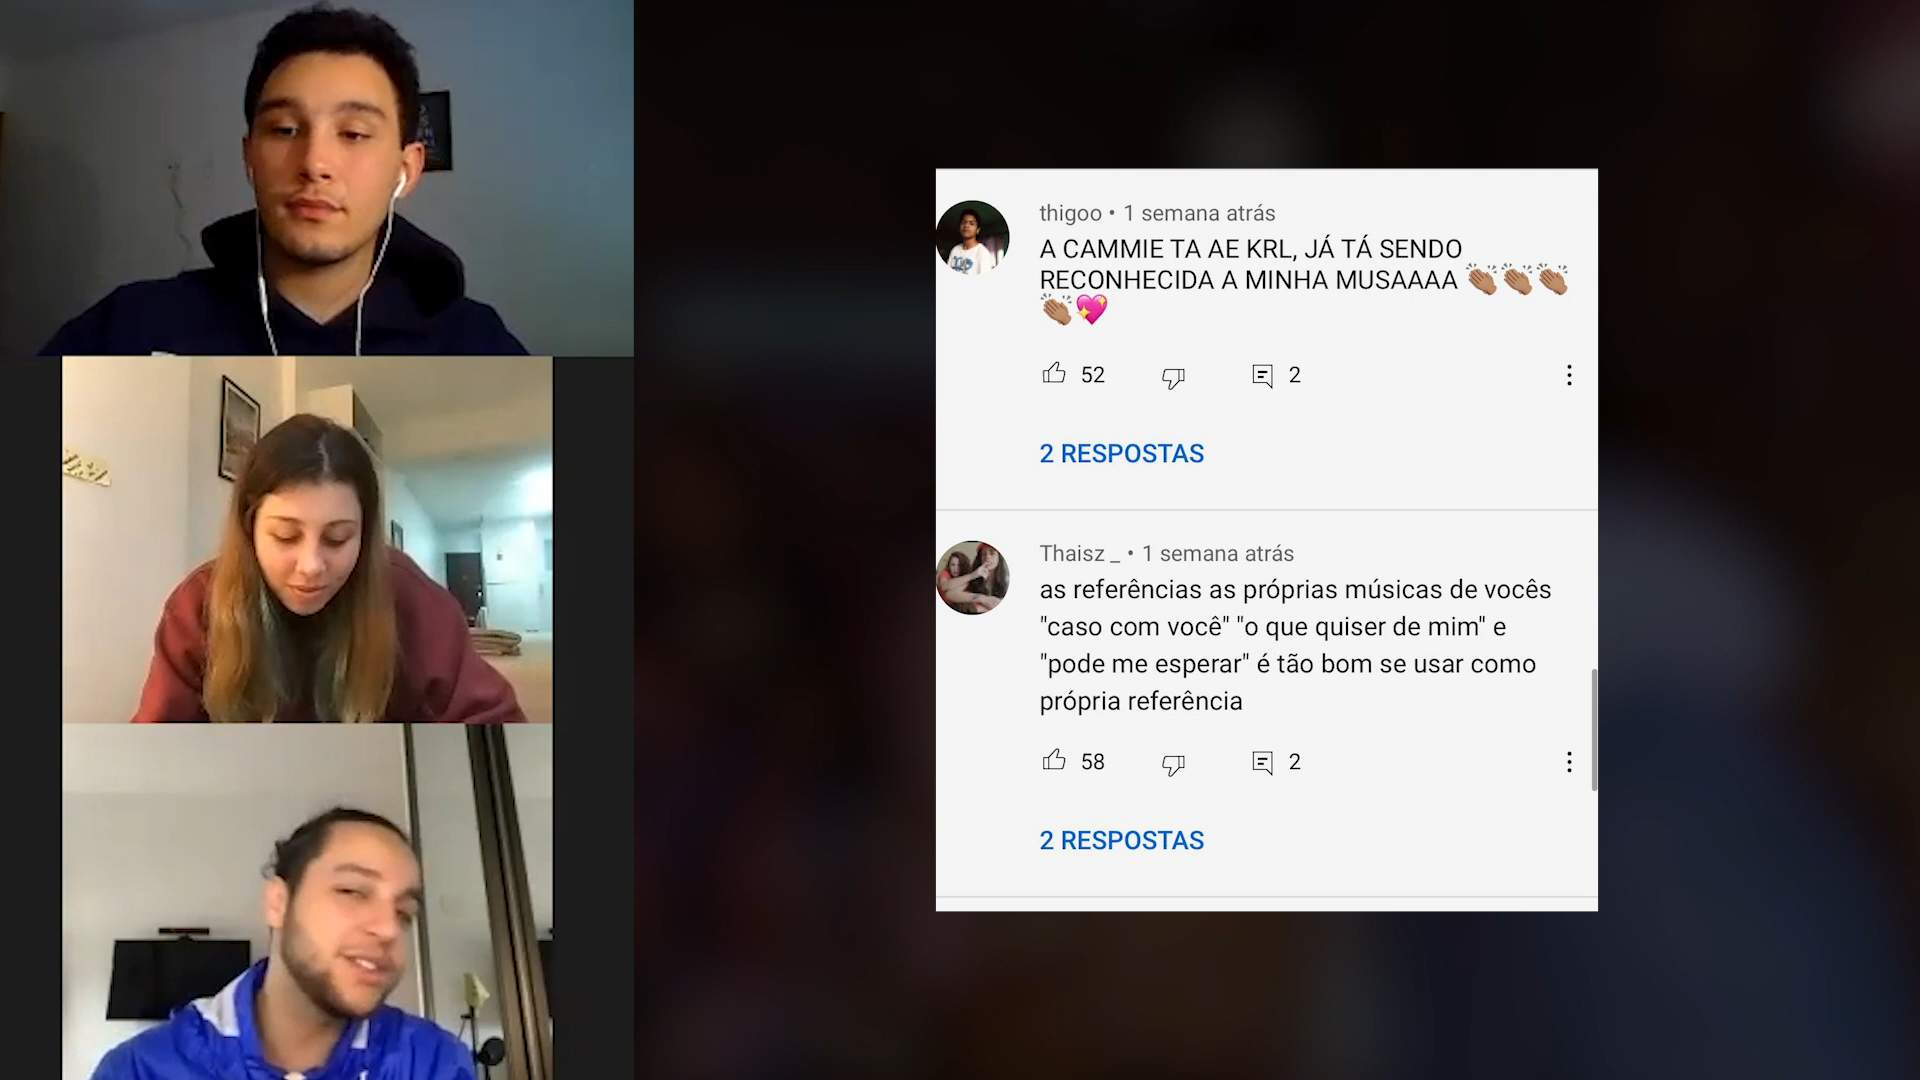 thigoo • 1 semana atrás
A CAMMIE TA AE KRL, JÁ TÁ SENDO
RECONHECIDA A MINHA MUSAAAA 👏🏽👏🏽👏🏽
👏🏽💖
52
2
2 RESPOSTAS
Thaisz _ • 1 semana atrás
as referências as próprias músicas de vocês
"caso com você" "o que quiser de mim" e
"pode me esperar" é tão bom se usar como
própria referência
58
2
2 RESPOSTAS